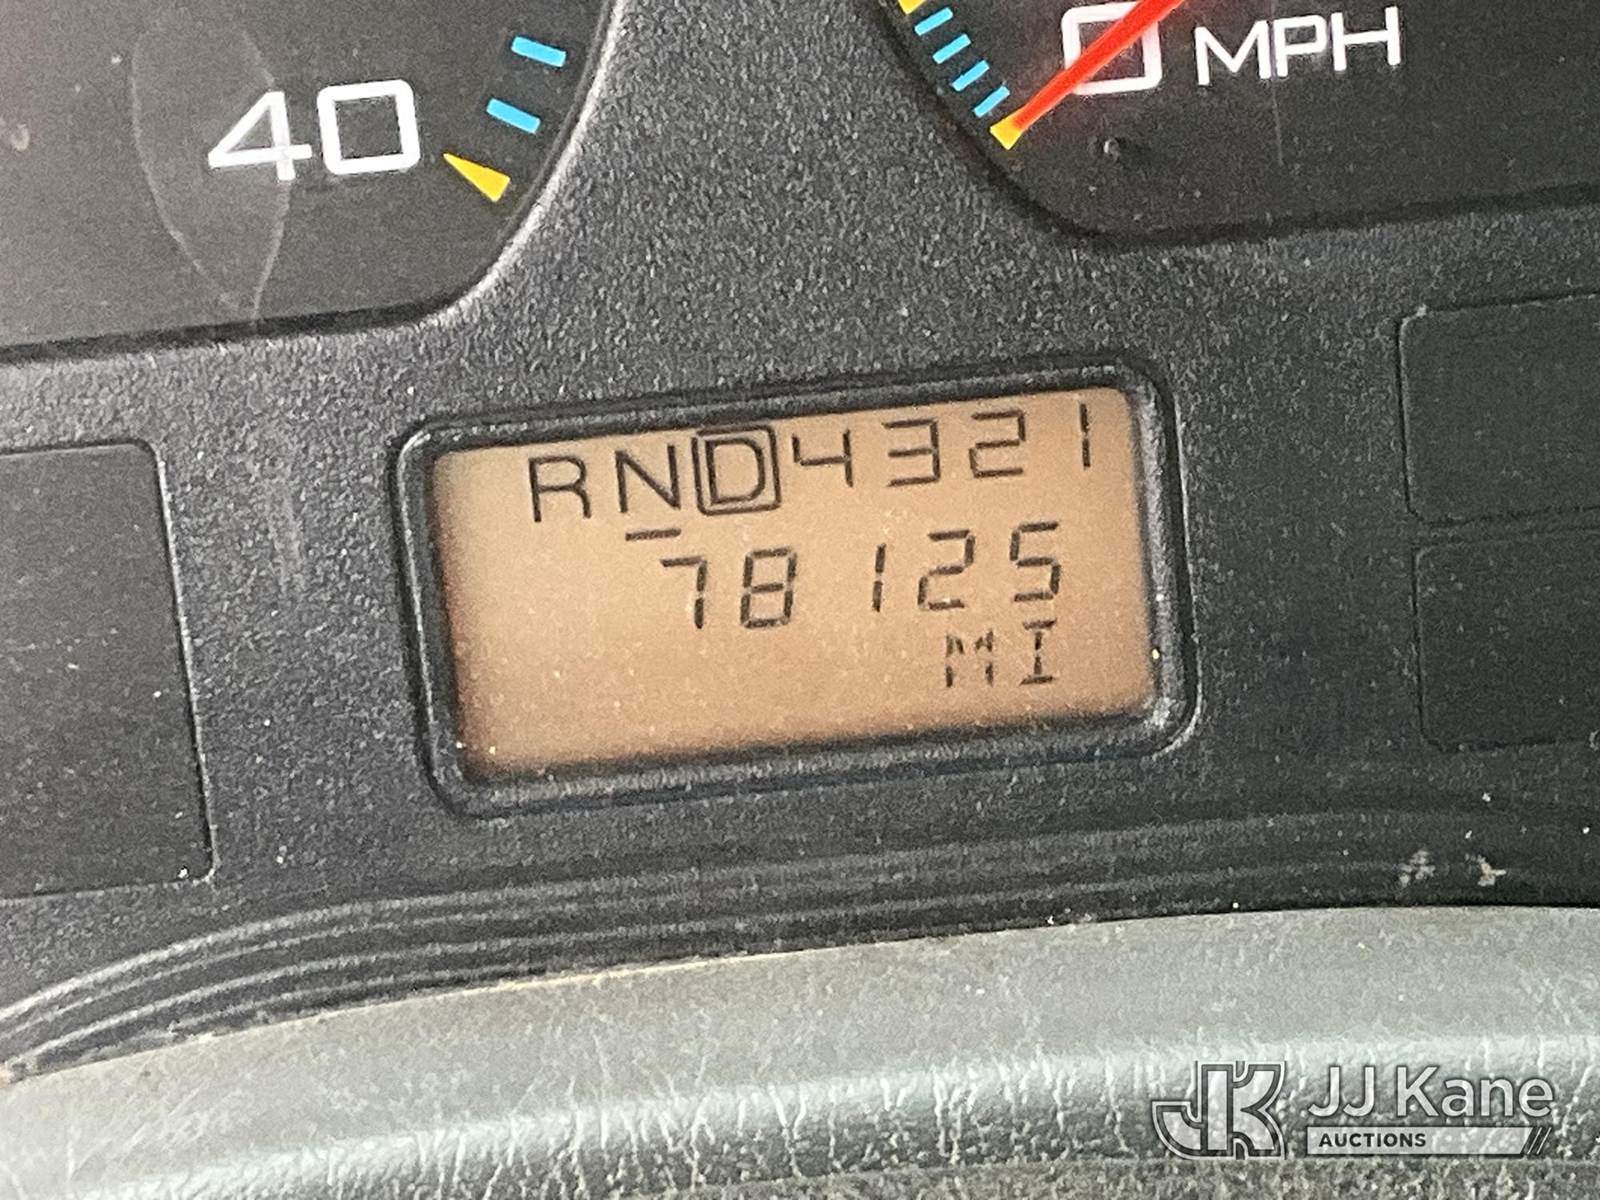 40
0 MPH
RND4321
78125
MI
JJ Kane
AUCTIONS